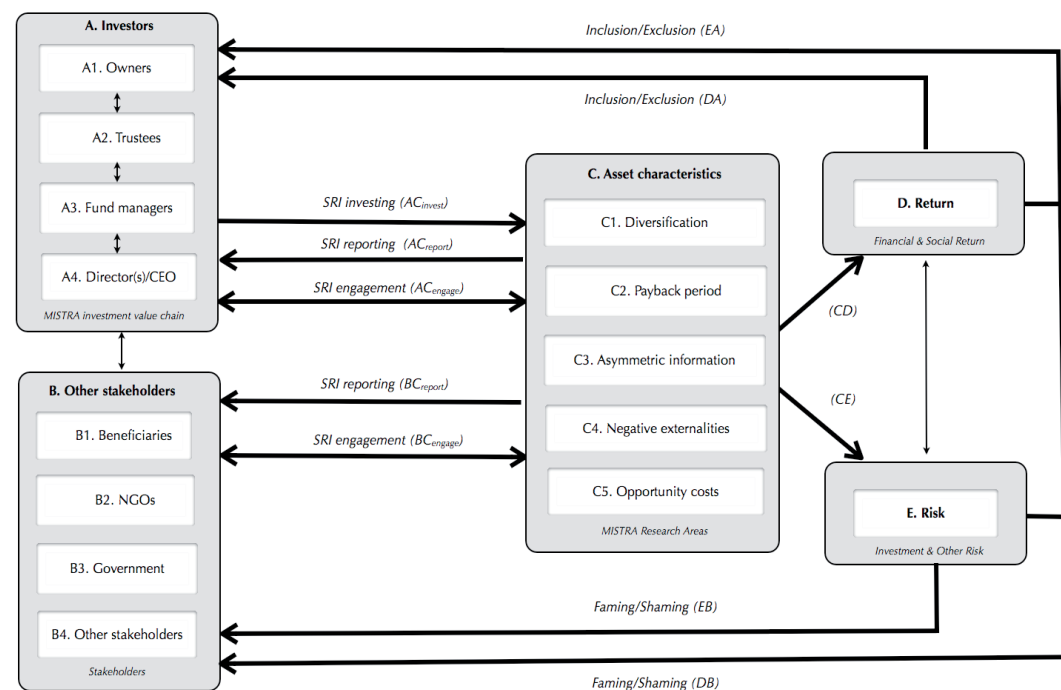 A. Investors
A1. Owners
A2. Trustees
A3. Fund managers
A4. Director(s)/CEO
MISTRA investment value chain
B. Other stakeholders
B1. Beneficiaries
B2. NGOs
B3. Government
B4. Other stakeholders
Stakeholders
Inclusion/Exclusion (EA)
Inclusion/Exclusion (DA)
SRI investing (ACinvest)
SRI reporting (ACreport)
SRI engagement (ACengage)
SRI reporting (BCreport)
SRI engagement (BCengage)
C. Asset characteristics
C1. Diversification
C2. Payback period
C3. Asymmetric information
C4. Negative externalities
C5. Opportunity costs
MISTRA Research Areas
(CD)
(CE)
D. Return
Financial & Social Return
E. Risk
Investment & Other Risk
Faming/Shaming (EB)
Faming/Shaming (DB)